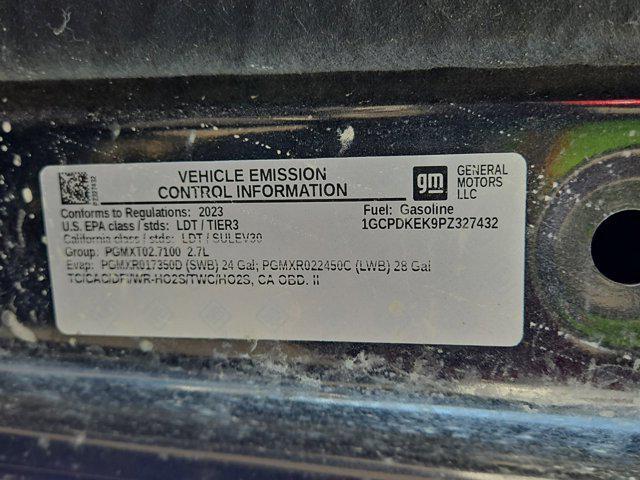 VEHICLE EMISSION
CONTROL INFORMATION
gm
GENERAL
MOTORS
LLC
Conforms to Regulations: 2023
Fuel: Gasoline
U.S. EPA class / stds: LDT / TIER3
1GCPDKEK9PZ327432
California class / stds: LDT / SULEV30
Group: PGMXT02.7100 2.7L
Evap: PGMXR017350D (SWB) 24 Gal; PGMXR022450C (LWB) 28 Gal
TC/CAC/DFI/WR-HO2S/TWC/HO2S, CA OBD. II